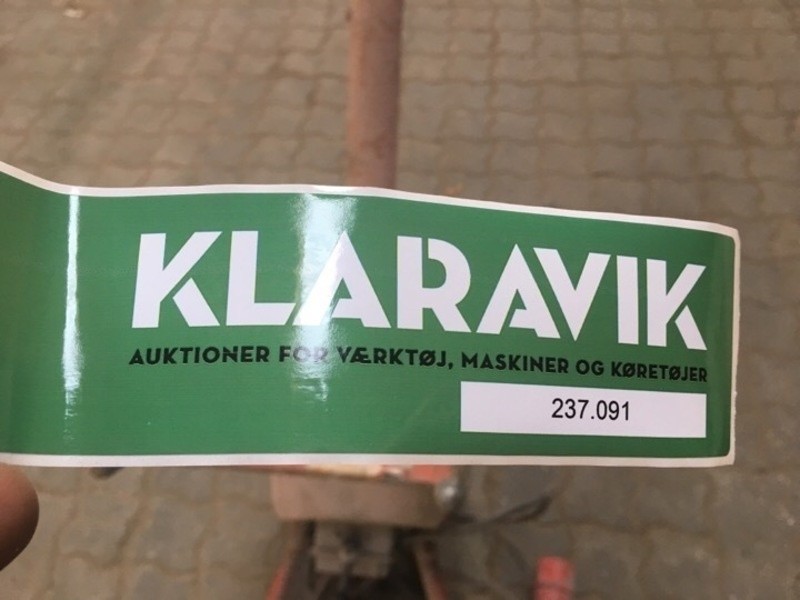 KLARAVIK
AUKTIONER FOR VÆRKTØJ, MASKINER OG KØRETØJER
237.091